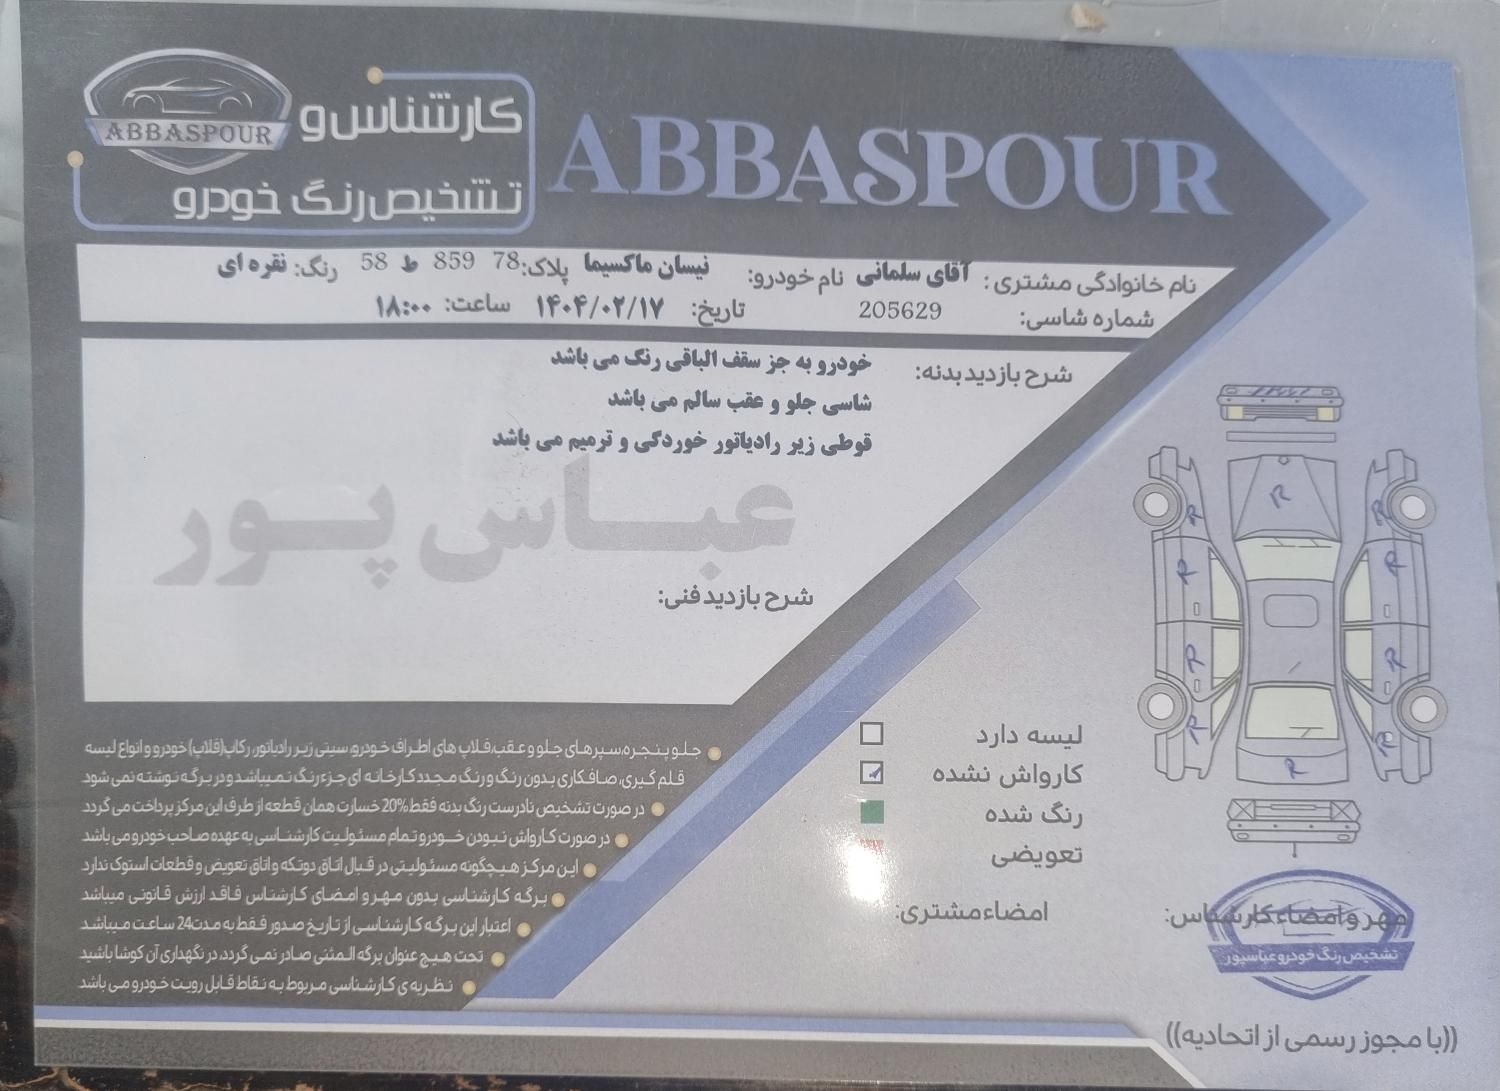 ABBASPOUR
کارشناسی و
تشخیص رنگ خودرو
ABBASPOUR
نام خانوادگی مشتری: آقای سلمانی نام خودرو: نیسان ماکسیما پلاک: 78 859 ط 58 رنگ: نقره ای
شماره شاسی: 205629 تاریخ: ۱۴۰۴/۰۲/۱۷ ساعت: ۱۸:۰۰
شرح بازدید بدنه: خودرو به جز سقف الباقی رنگ می باشد
شاسی جلو و عقب سالم می باشد
قوطی زیر رادیاتور خوردگی و ترمیم می باشد
عباس پور
شرح بازدید فنی:
R
R R
R R
R R
R R
R
لیسه دارد
کارواش نشده
رنگ شده
تعویضی
جلو پنجره، سپرهای جلو و عقب، فلاپ های اطراف خودرو، سینی زیر رادیاتور، رکاب(قلاب) خودرو و انواع لیسه
قلم گیری، صافکاری بدون رنگ و رنگ مجدد کارخانه ای جزء رنگ نمیباشد و در برگه نوشته نمی شود
در صورت تشخیص نادرست رنگ بدنه فقط 20% خسارت همان قطعه از طرف این مرکز پرداخت می گردد
در صورت کارواش نبودن خودرو تمام مسئولیت کارشناسی به عهده صاحب خودرو می باشد
این مرکز هیچگونه مسئولیتی در قبال اتاق دوتکه و اتاق تعویض و قطعات استوک ندارد
برگه کارشناسی بدون مهر و امضای کارشناس فاقد ارزش قانونی میباشد
اعتبار این برگه کارشناسی از تاریخ صدور فقط به مدت 24 ساعت میباشد
تحت هیچ عنوان برگه المثنی صادر نمی گردد، در نگهداری آن کوشا باشید
نظریه ی کارشناسی مربوط به نقاط قابل رویت خودرو می باشد
امضاء مشتری:
مهر و امضاء کارشناس:
تشخیص رنگ خودرو عباسپور
((با مجوز رسمی از اتحادیه))